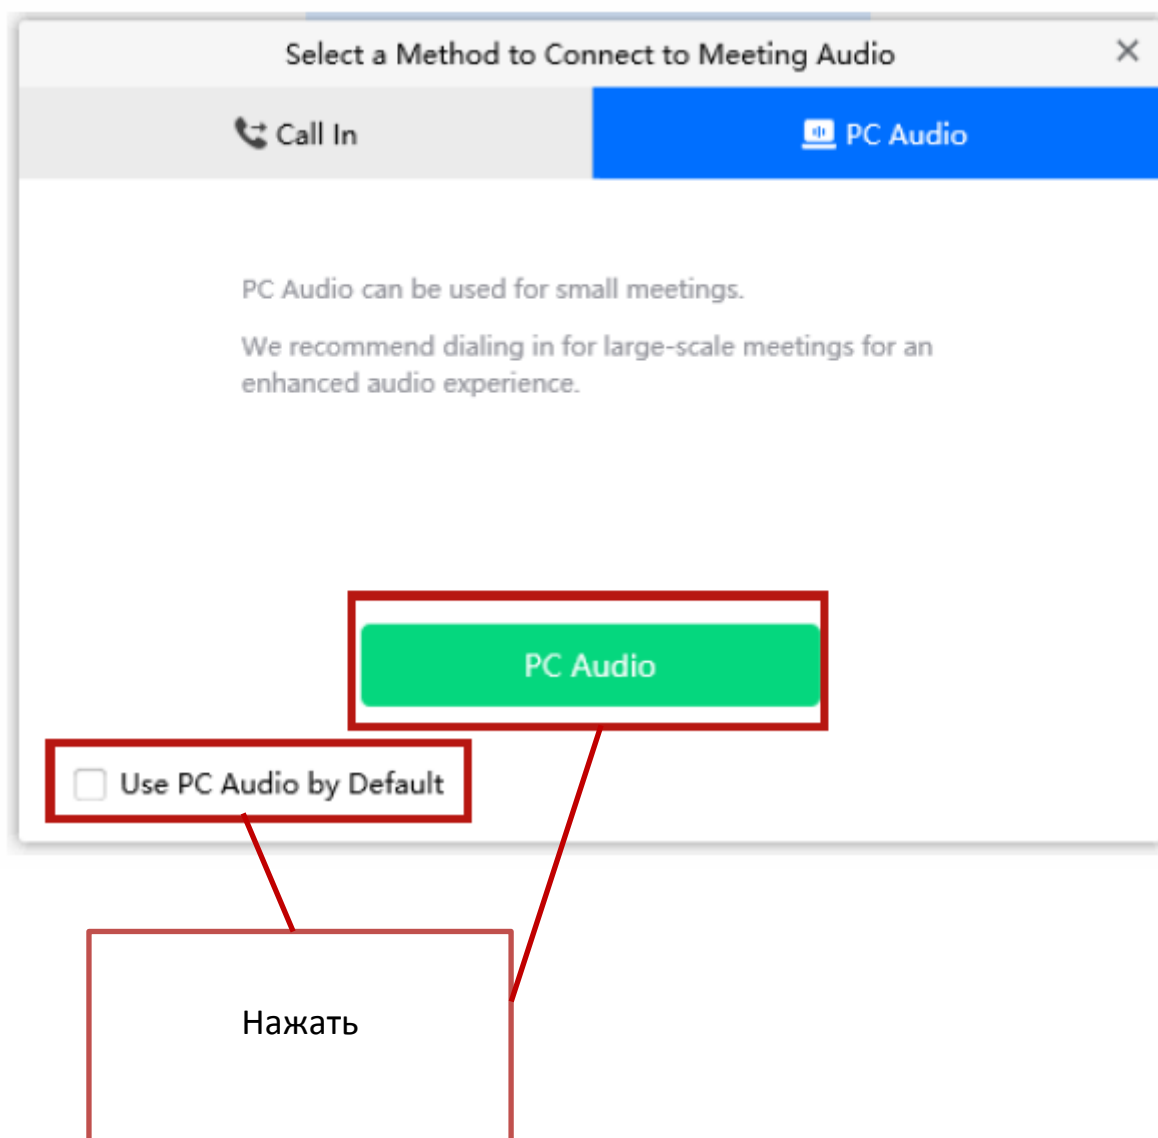 Select a Method to Connect to Meeting Audio
Call In
PC Audio
PC Audio can be used for small meetings.
We recommend dialing in for large-scale meetings for an
enhanced audio experience.
PC Audio
Use PC Audio by Default
Нажать